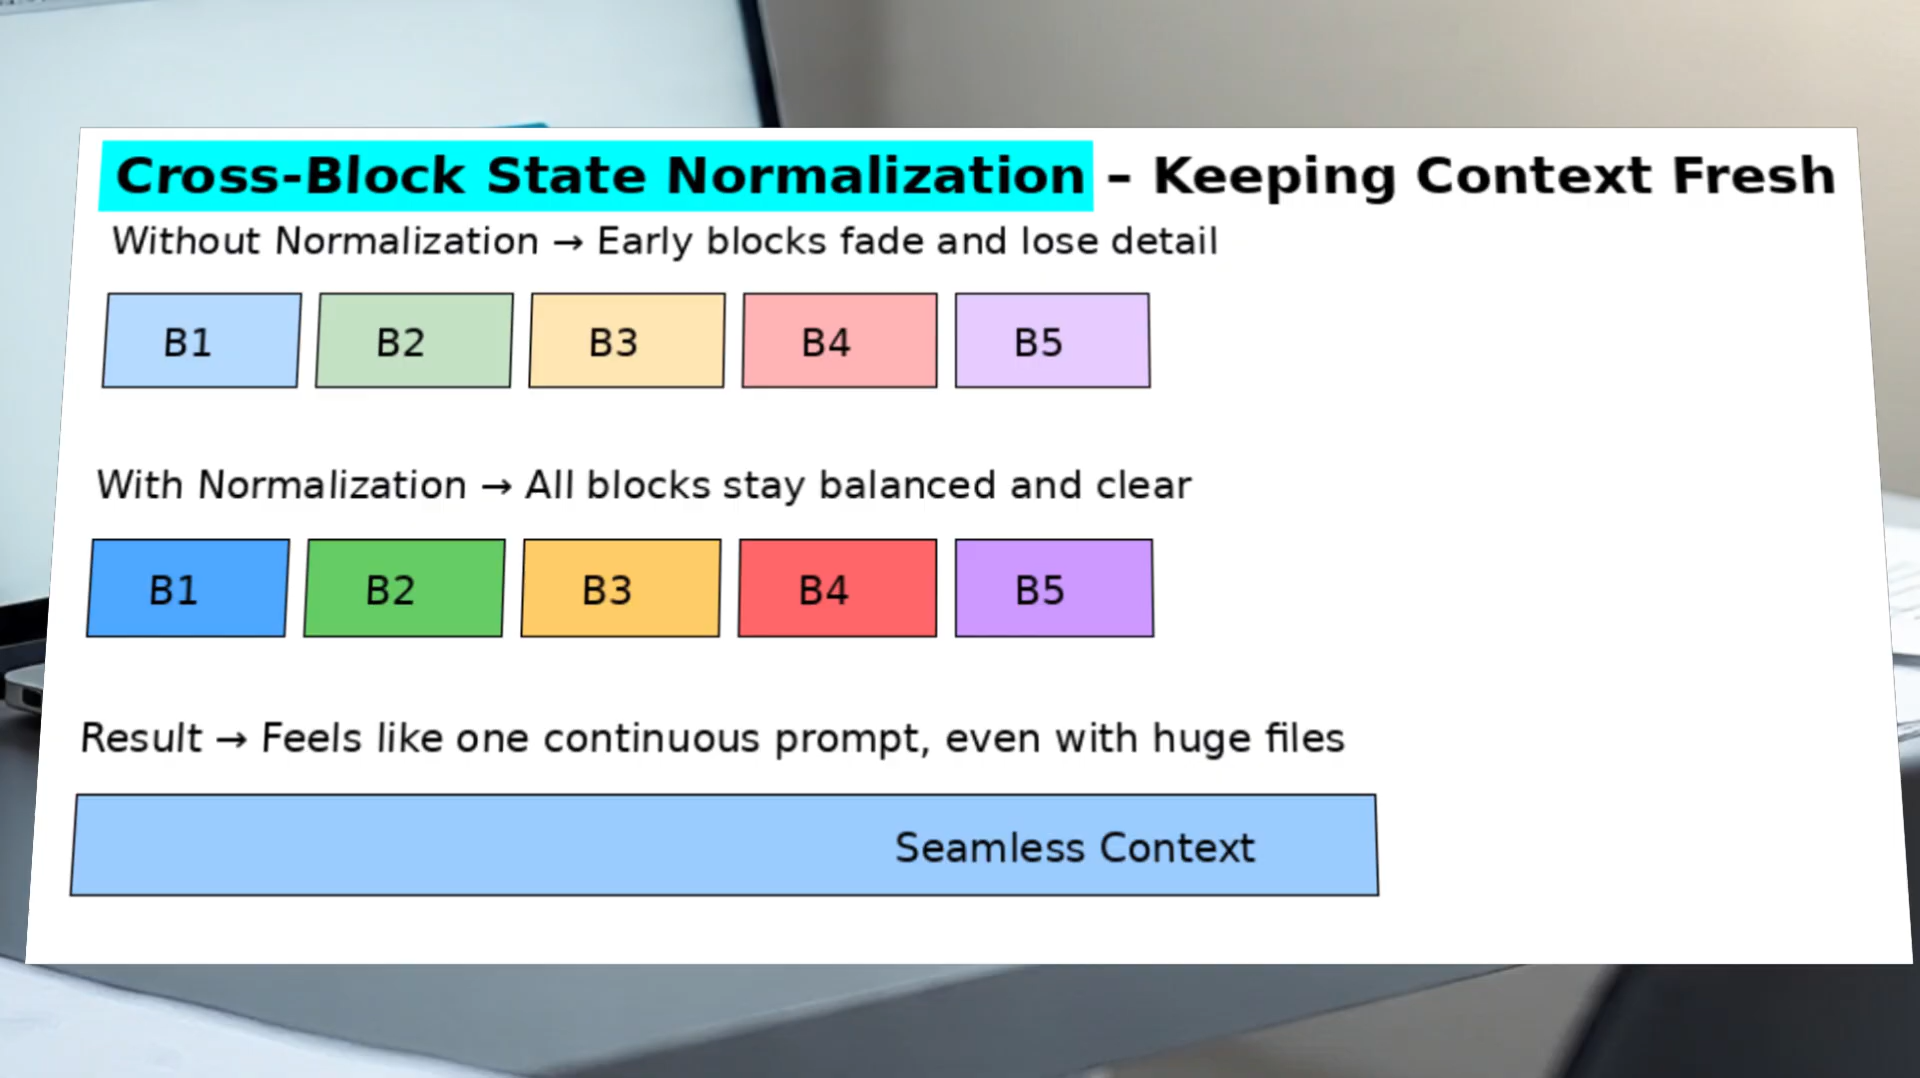 Cross-Block State Normalization – Keeping Context Fresh
Without Normalization → Early blocks fade and lose detail
B1 B2 B3 B4 B5
With Normalization → All blocks stay balanced and clear
B1 B2 B3 B4 B5
Result → Feels like one continuous prompt, even with huge files
Seamless Context